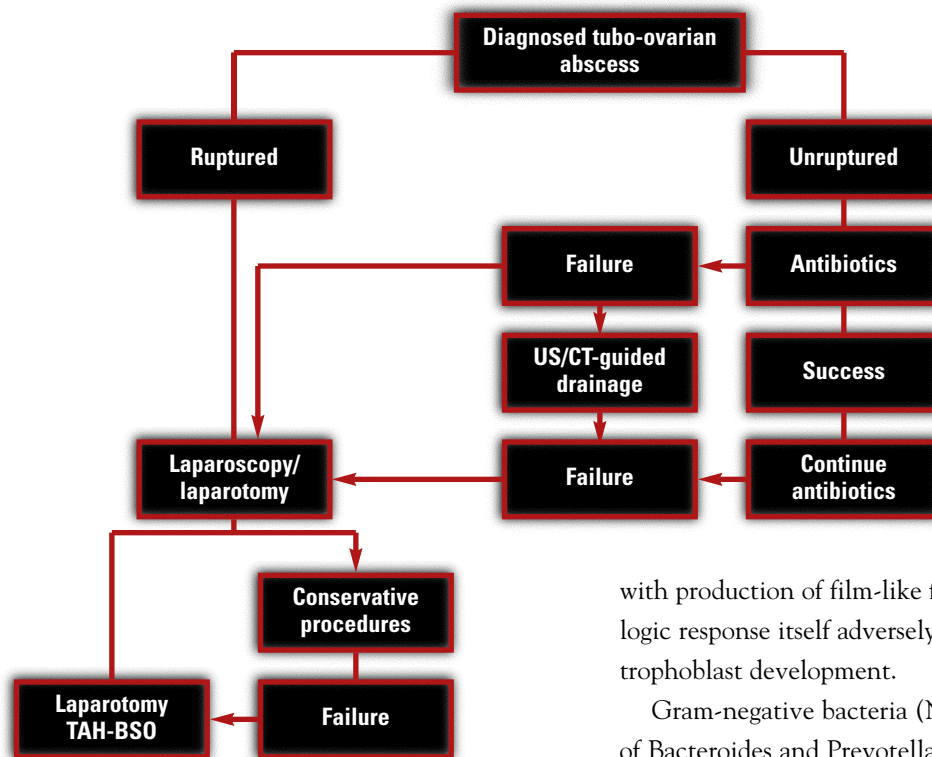 Diagnosed tubo-ovarian
abscess
Ruptured
Unruptured
Failure
Antibiotics
US/CT-guided
drainage
Success
Laparoscopy/
laparotomy
Failure
Continue
antibiotics
Conservative
procedures
Laparotomy
TAH-BSO
Failure
with production of film-like
logic response itself adversely
trophoblast development.
Gram-negative bacteria
of Bacteroides and Prevotella